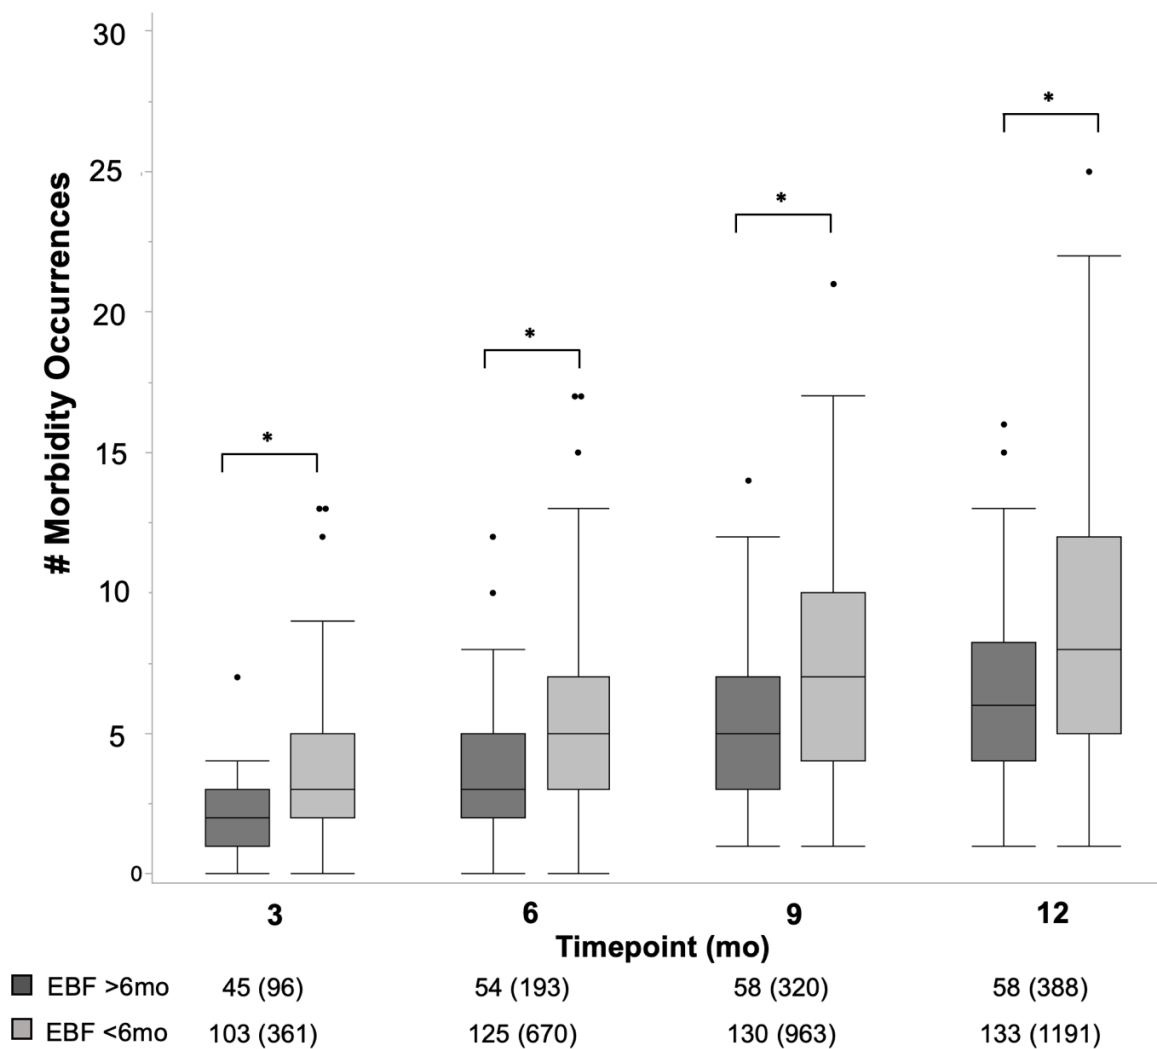 30
25
20
15
10
5
0
# Morbidity Occurrences
*
*
*
*
3 6 9 12
Timepoint (mo)
EBF >6mo 45 (96) 54 (193) 58 (320) 58 (388)
EBF <6mo 103 (361) 125 (670) 130 (963) 133 (1191)